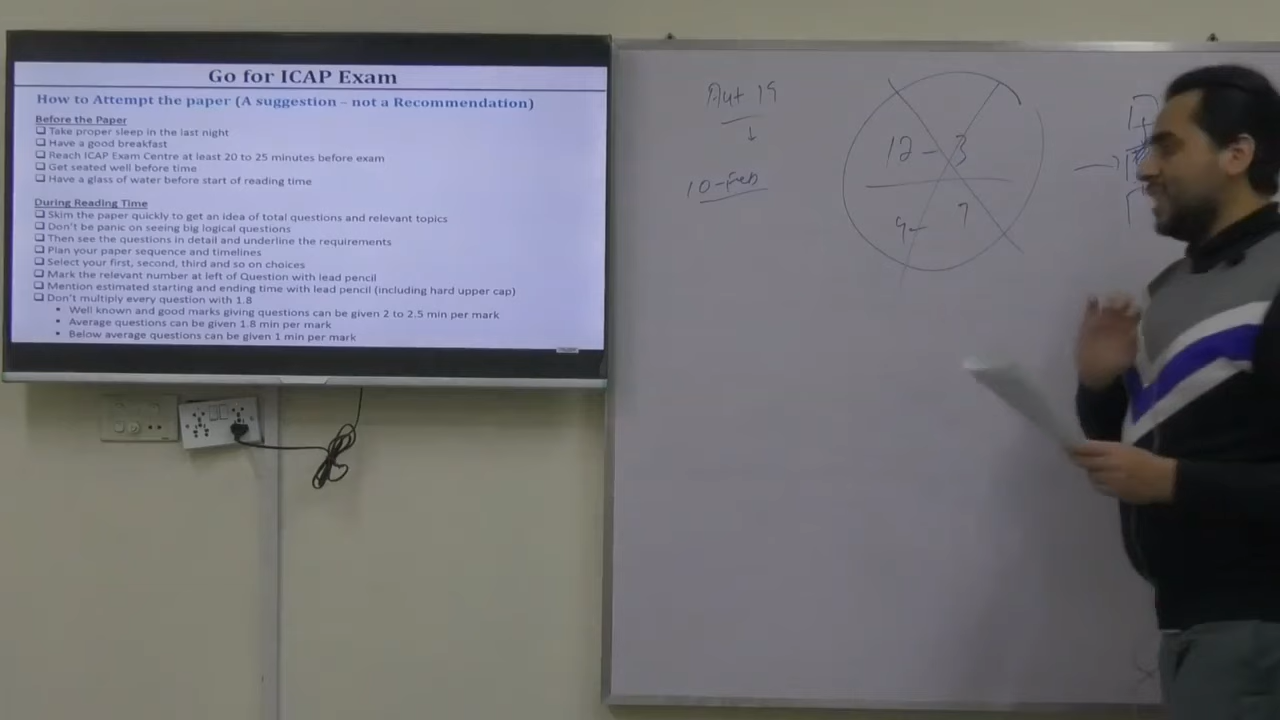 Go for ICAP Exam
How to Attempt the paper (A suggestion – not a Recommendation)
Before the Paper
❑ Take proper sleep in the last night
❑ Have a good breakfast
❑ Reach ICAP Exam Centre at least 20 to 25 minutes before exam
❑ Get seated well before time
❑ Have a glass of water before start of reading time
During Reading Time
❑ Skim the paper quickly to get an idea of total questions and relevant topics
❑ Don't be panic on seeing big logical questions
❑ Then see the questions in detail and underline the requirements
❑ Plan your paper sequence and timelines
❑ Select your first, second, third and so on choices
❑ Mark the relevant number at left of Question with lead pencil
❑ Mention estimated starting and ending time with lead pencil (including hard upper cap)
❑ Don't multiply every question with 1.8
▪ Well known and good marks giving questions can be given 2 to 2.5 min per mark
▪ Average questions can be given 1.8 min per mark
▪ Below average questions can be given 1 min per mark
Aut 19
10-Feb
12 – 3
9 – 7